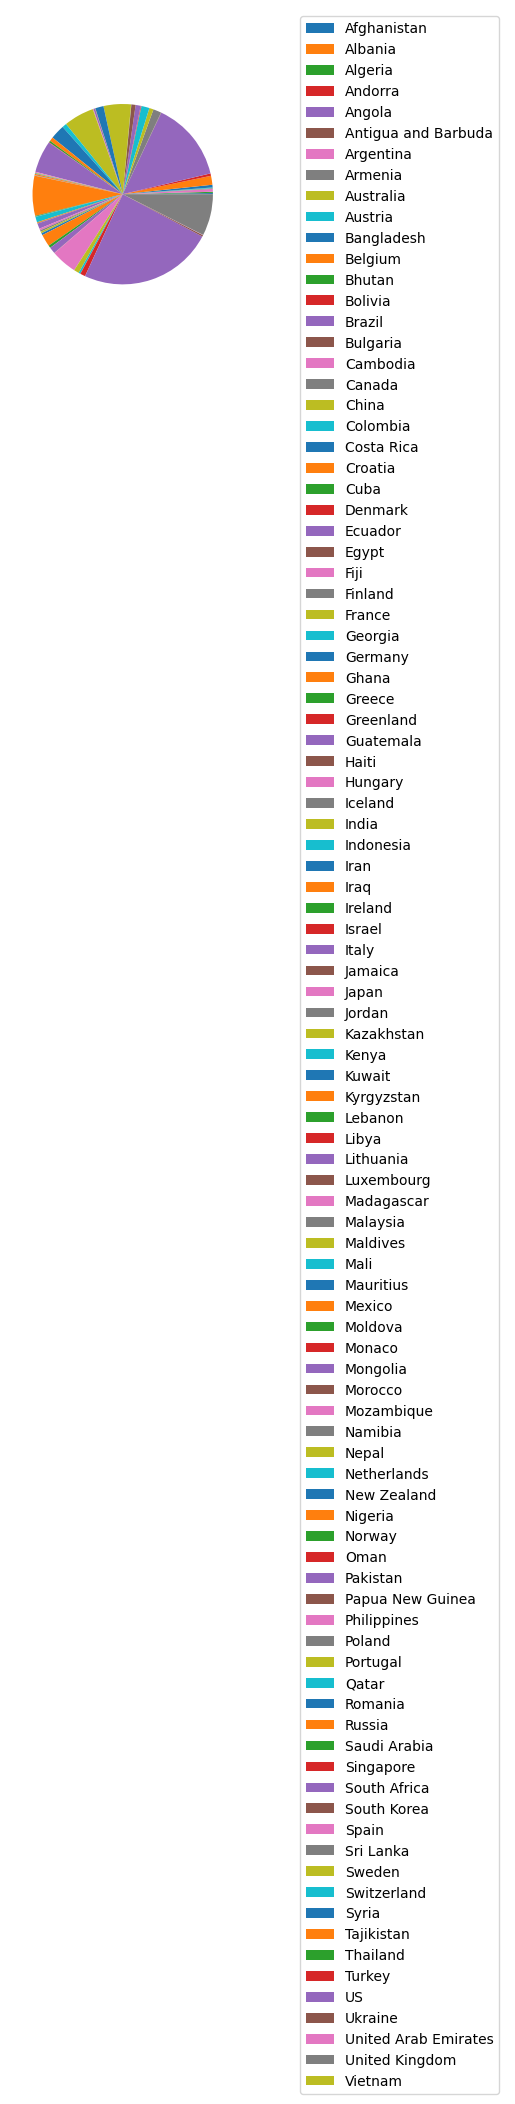 Afghanistan
Albania
Algeria
Andorra
Angola
Antigua and Barbuda
Argentina
Armenia
Australia
Austria
Bangladesh
Belgium
Bhutan
Bolivia
Brazil
Bulgaria
Cambodia
Canada
China
Colombia
Costa Rica
Croatia
Cuba
Denmark
Ecuador
Egypt
Fiji
Finland
France
Georgia
Germany
Ghana
Greece
Greenland
Guatemala
Haiti
Hungary
Iceland
India
Indonesia
Iran
Iraq
Ireland
Israel
Italy
Jamaica
Japan
Jordan
Kazakhstan
Kenya
Kuwait
Kyrgyzstan
Lebanon
Libya
Lithuania
Luxembourg
Madagascar
Malaysia
Maldives
Mali
Mauritius
Mexico
Moldova
Monaco
Mongolia
Morocco
Mozambique
Namibia
Nepal
Netherlands
New Zealand
Nigeria
Norway
Oman
Pakistan
Papua New Guinea
Philippines
Poland
Portugal
Qatar
Romania
Russia
Saudi Arabia
Singapore
South Africa
South Korea
Spain
Sri Lanka
Sweden
Switzerland
Syria
Tajikistan
Thailand
Turkey
US
Ukraine
United Arab Emirates
United Kingdom
Vietnam